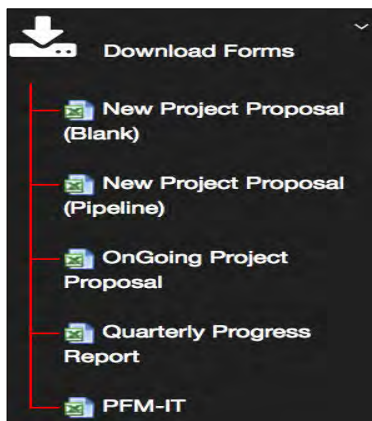 Download Forms
New Project Proposal
(Blank)
New Project Proposal
(Pipeline)
OnGoing Project
Proposal
Quarterly Progress
Report
PFM-IT